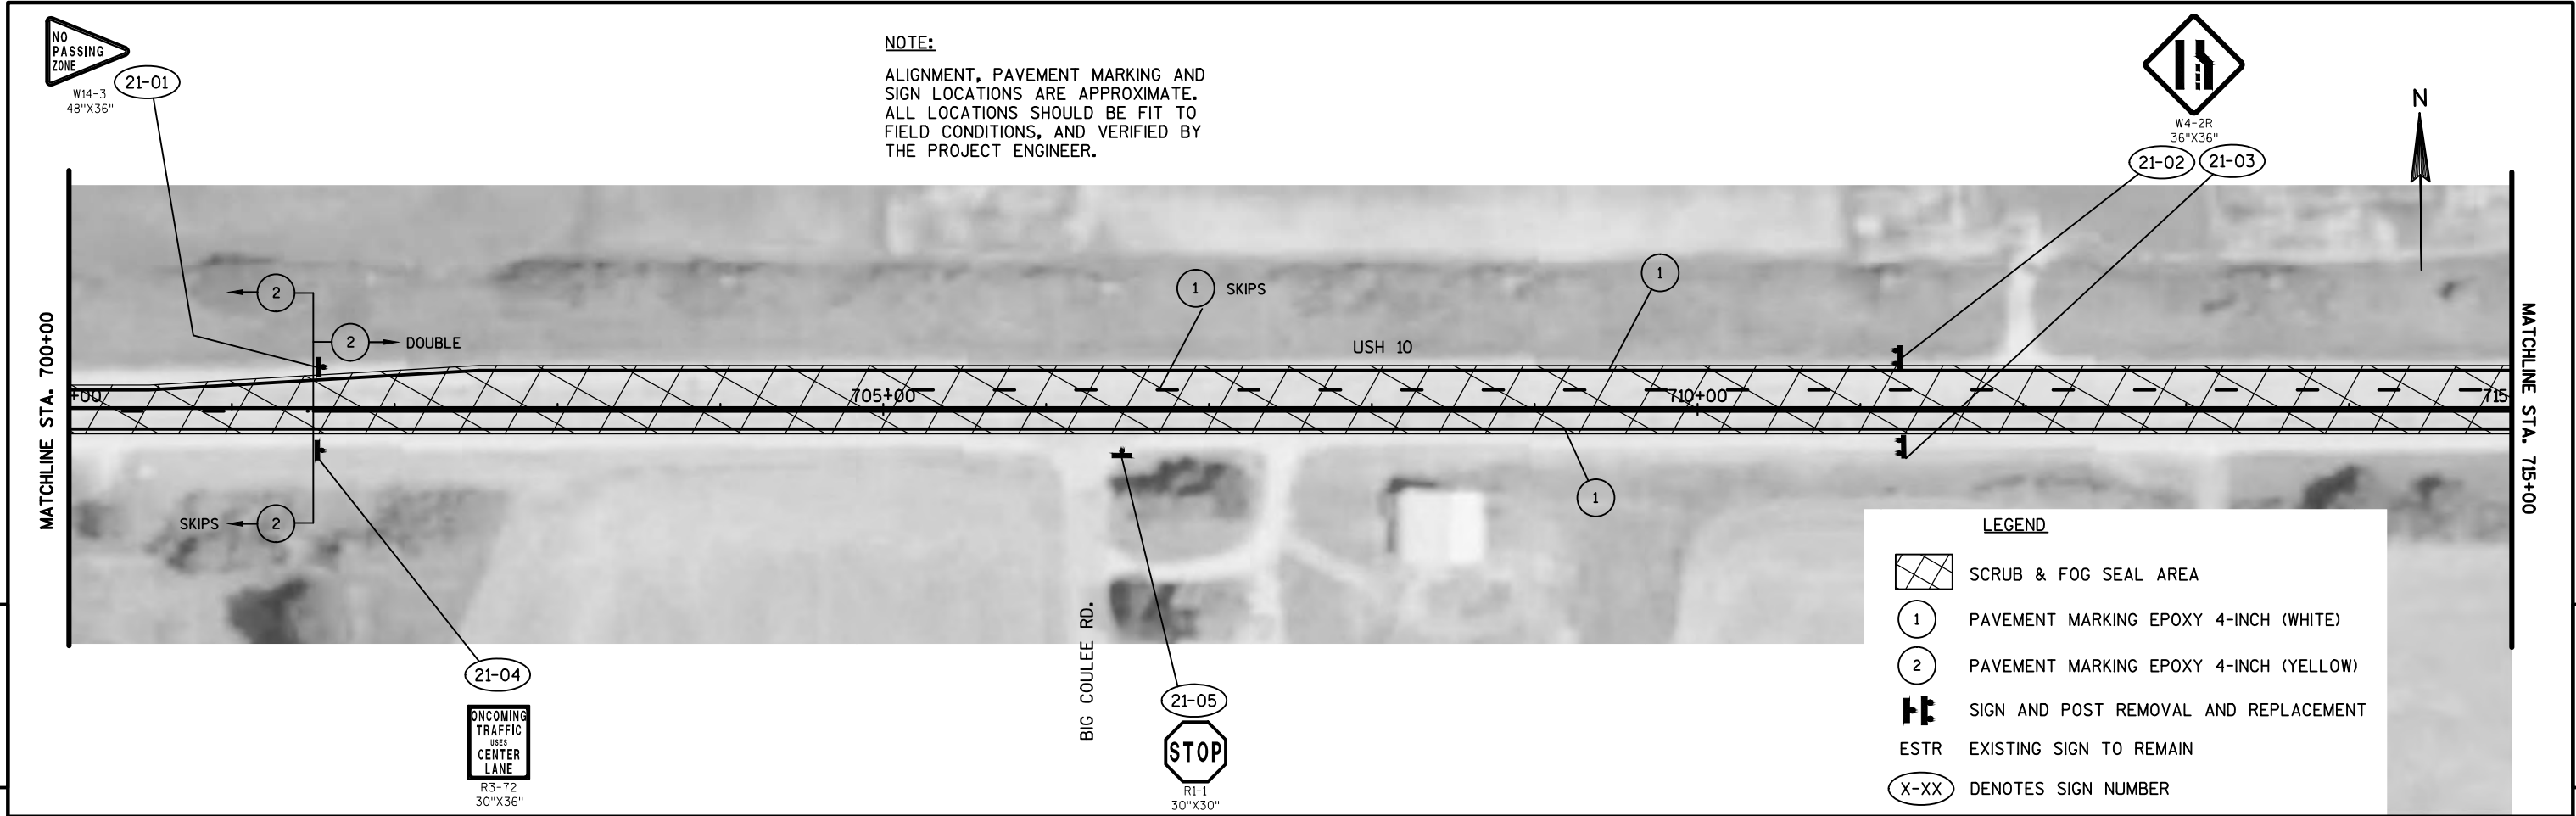 NO
PASSING
ZONE
W14-3
48"X36"
21-01
NOTE:
ALIGNMENT, PAVEMENT MARKING AND
SIGN LOCATIONS ARE APPROXIMATE.
ALL LOCATIONS SHOULD BE FIT TO
FIELD CONDITIONS, AND VERIFIED BY
THE PROJECT ENGINEER.
W4-2R
36"X36"
21-02
21-03
N
MATCHLINE STA. 700+00
2
2
DOUBLE
1
SKIPS
1
USH 10
+00
705+00
710+00
715
MATCHLINE STA. 715+00
SKIPS
2
1
21-04
ONCOMING
TRAFFIC
USES
CENTER
LANE
R3-72
30"X36"
BIG COULEE RD.
21-05
STOP
R1-1
30"X30"
LEGEND
SCRUB & FOG SEAL AREA
1 PAVEMENT MARKING EPOXY 4-INCH (WHITE)
2 PAVEMENT MARKING EPOXY 4-INCH (YELLOW)
SIGN AND POST REMOVAL AND REPLACEMENT
ESTR EXISTING SIGN TO REMAIN
X-XX DENOTES SIGN NUMBER